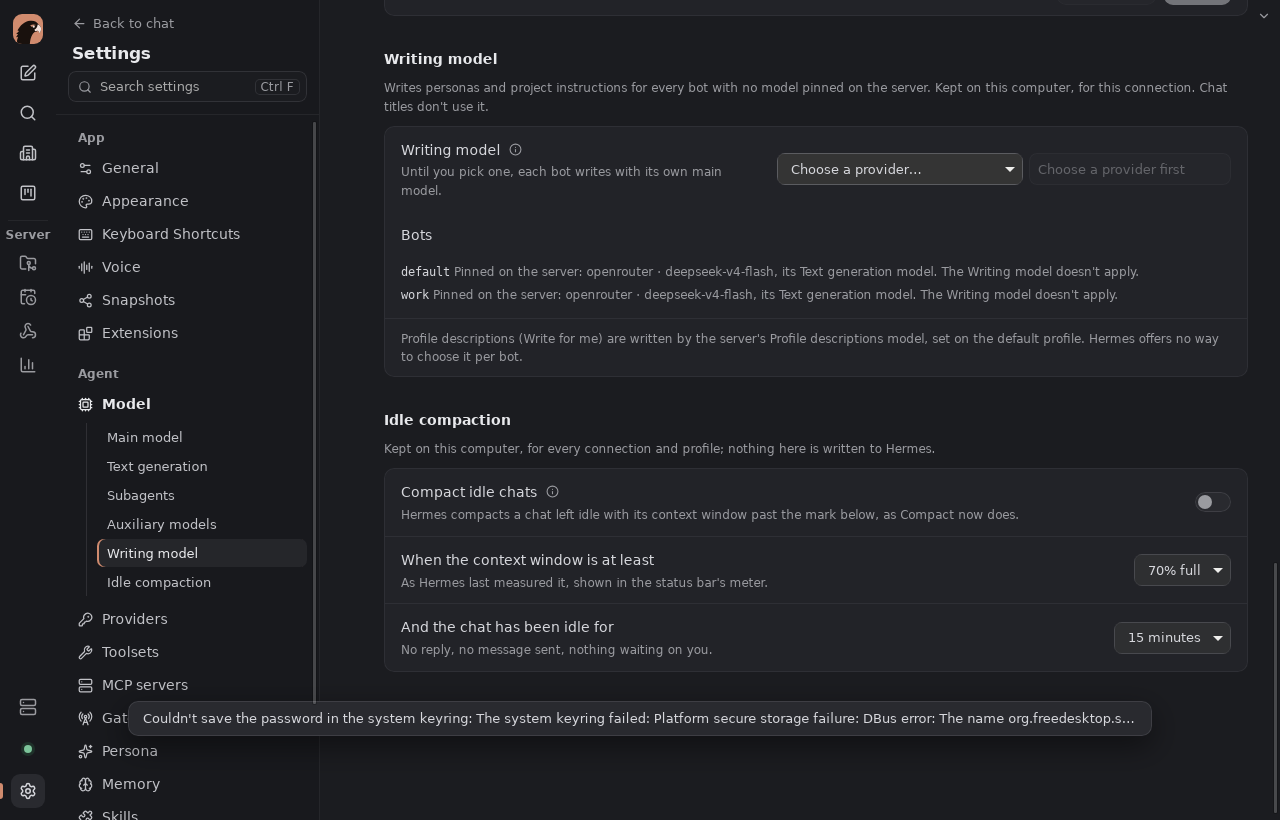 Back to chat
Settings
Search settings
Ctrl F
App
General
Appearance
Keyboard Shortcuts
Voice
Snapshots
Extensions
Server
Agent
Model
Main model
Text generation
Subagents
Auxiliary models
Writing model
Idle compaction
Providers
Toolsets
MCP servers
Persona
Memory
Skills
Writing model
Writes personas and project instructions for every bot with no model pinned on the server. Kept on this computer, for this connection. Chat
titles don't use it.
Writing model
Until you pick one, each bot writes with its own main
model.
Choose a provider…
Choose a provider first
Bots
default Pinned on the server: openrouter · deepseek-v4-flash, its Text generation model. The Writing model doesn't apply.
work Pinned on the server: openrouter · deepseek-v4-flash, its Text generation model. The Writing model doesn't apply.
Profile descriptions (Write for me) are written by the server's Profile descriptions model, set on the default profile. Hermes offers no way
to choose it per bot.
Idle compaction
Kept on this computer, for every connection and profile; nothing here is written to Hermes.
Compact idle chats
Hermes compacts a chat left idle with its context window past the mark below, as Compact now does.
When the context window is at least
As Hermes last measured it, shown in the status bar's meter.
70% full
And the chat has been idle for
No reply, no message sent, nothing waiting on you.
15 minutes
Couldn't save the password in the system keyring: The system keyring failed: Platform secure storage failure: DBus error: The name org.freedesktop.s…